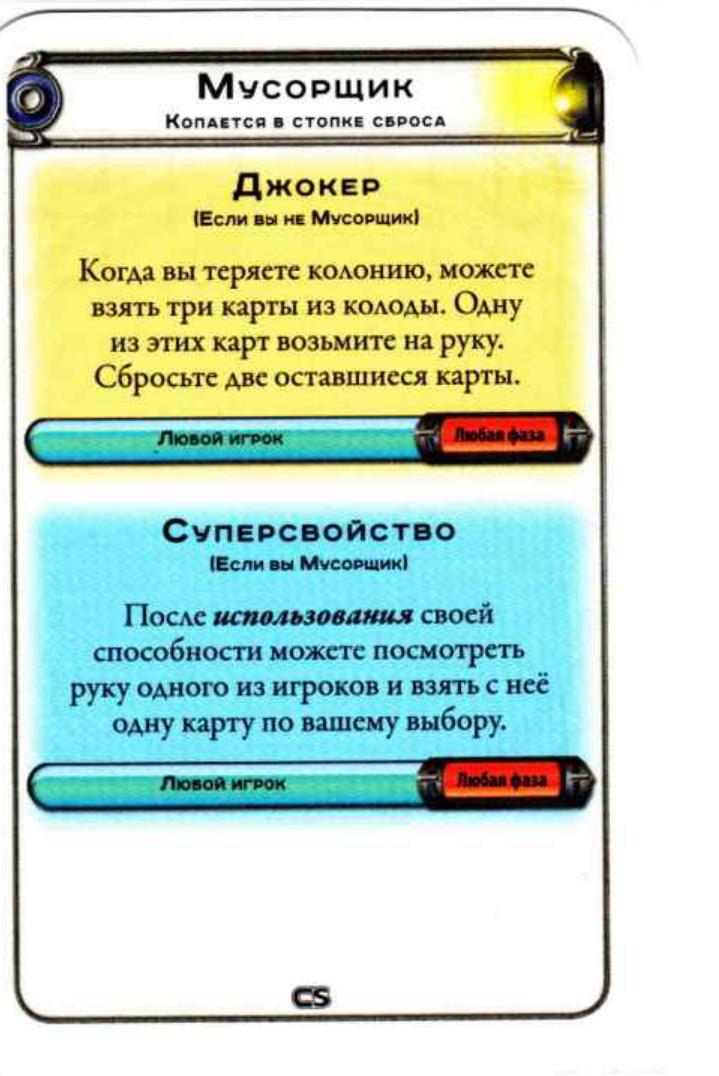 Мусорщик
Копается в стопке сброса
Джокер
(Если вы не Мусорщик)
Когда вы теряете колонию, можете
взять три карты из колоды. Одну
из этих карт возьмите на руку.
Сбросьте две оставшиеся карты.
Любой игрок
Любая фаза
Суперсвойство
(Если вы Мусорщик)
После использования своей
способности можете посмотреть
руку одного из игроков и взять с неё
одну карту по вашему выбору.
Любой игрок
Любая фаза
CS